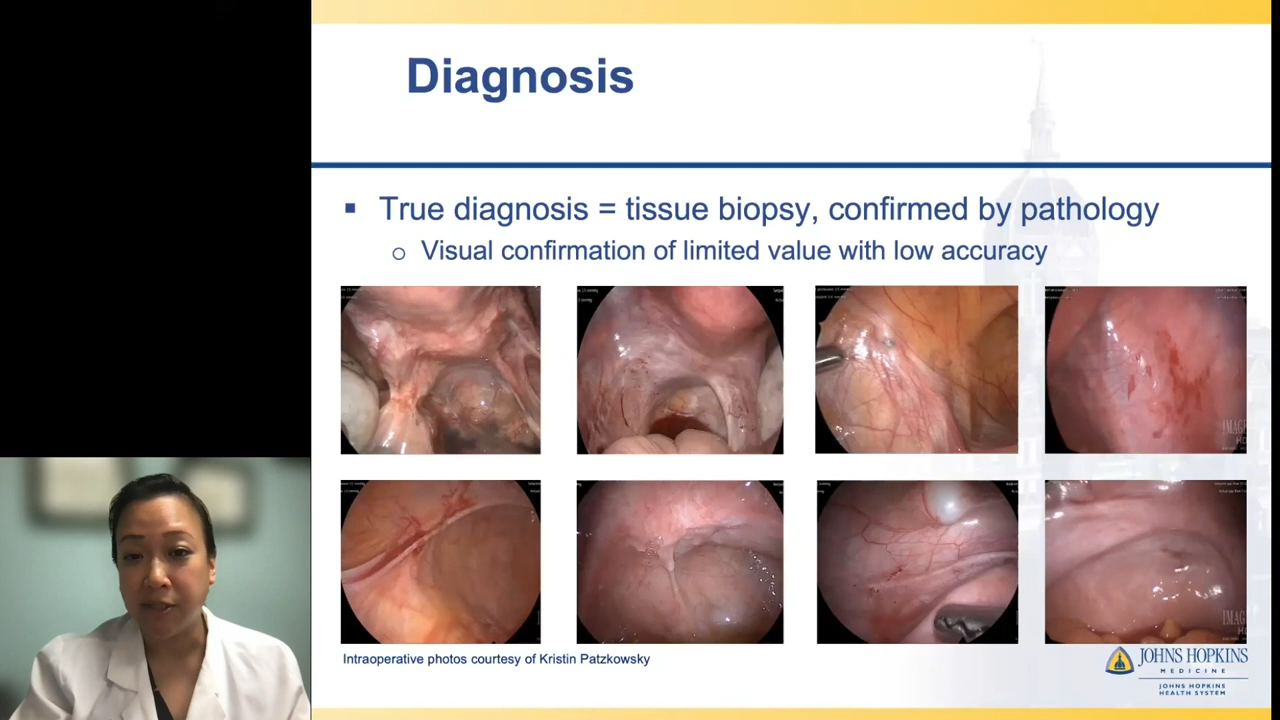 Diagnosis
▪ True diagnosis = tissue biopsy, confirmed by pathology
o Visual confirmation of limited value with low accuracy
Intraoperative photos courtesy of Kristin Patzkowsky
JOHNS HOPKINS
MEDICINE
JOHNS HOPKINS
HEALTH SYSTEM